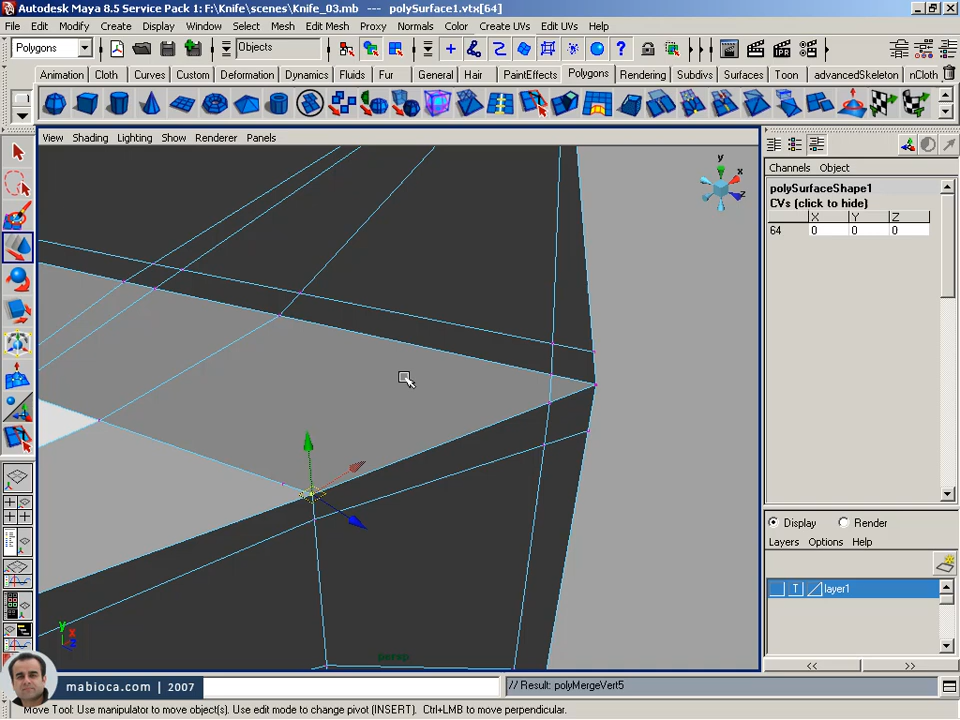 Autodesk Maya 8.5 Service Pack 1: F:\Knife\scenes\Knife_03.mb --- polySurface1.vtx[64]
File Edit Modify Create Display Window Select Mesh Edit Mesh Proxy Normals Color Create UVs Edit UVs Help
Polygons Objects
Animation Cloth Curves Custom Deformation Dynamics Fluids Fur General Hair PaintEffects Polygons Rendering Subdivs Surfaces Toon advancedSkeleton nCloth
View Shading Lighting Show Renderer Panels
Channels Object
polySurfaceShape1
CVs (click to hide)
X Y Z
64 0 0 0
y
x
z
Display Render
Layers Options Help
T layer1
y
x
z
persp
<< >>
mabioca.com | 2007
// Result: polyMergeVert5
Move Tool: Use manipulator to move object(s). Use edit mode to change pivot (INSERT). Ctrl+LMB to move perpendicular.